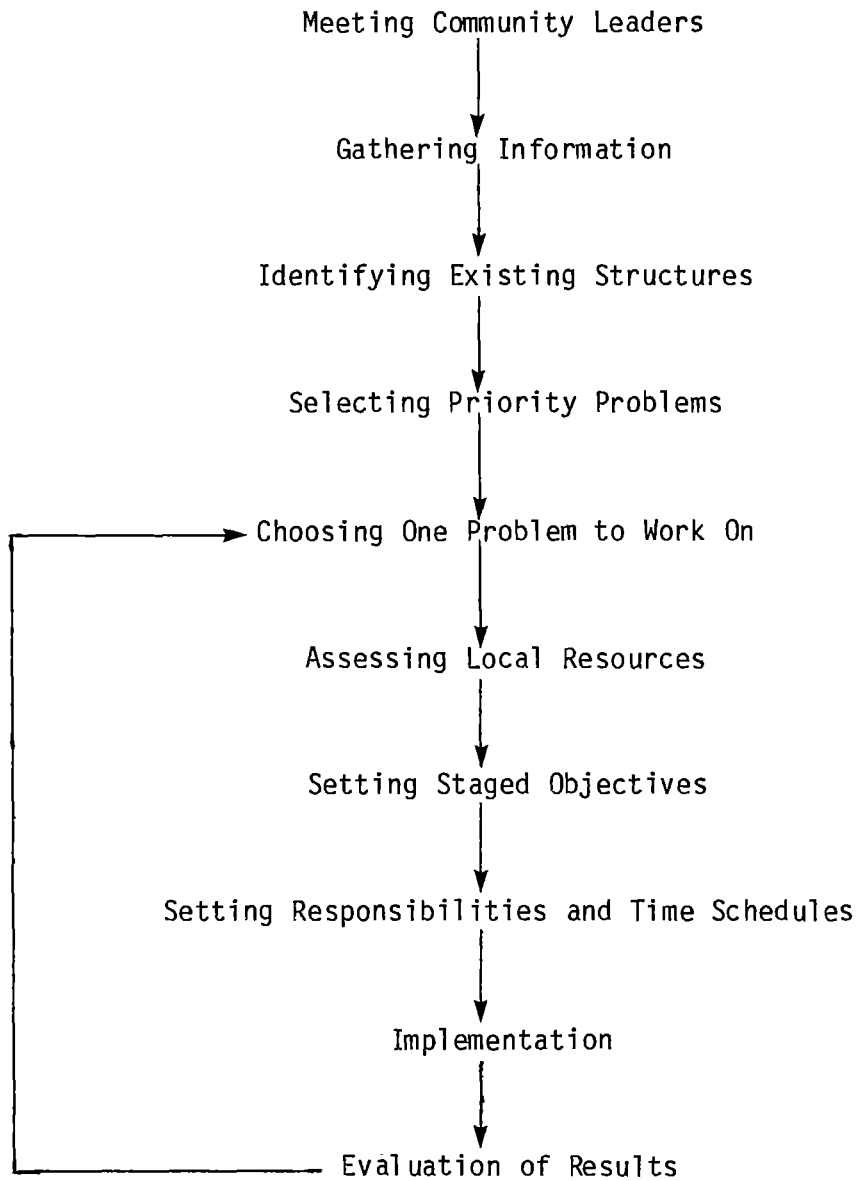 Meeting Community Leaders
Gathering Information
Identifying Existing Structures
Selecting Priority Problems
Choosing One Problem to Work On
Assessing Local Resources
Setting Staged Objectives
Setting Responsibilities and Time Schedules
Implementation
Evaluation of Results